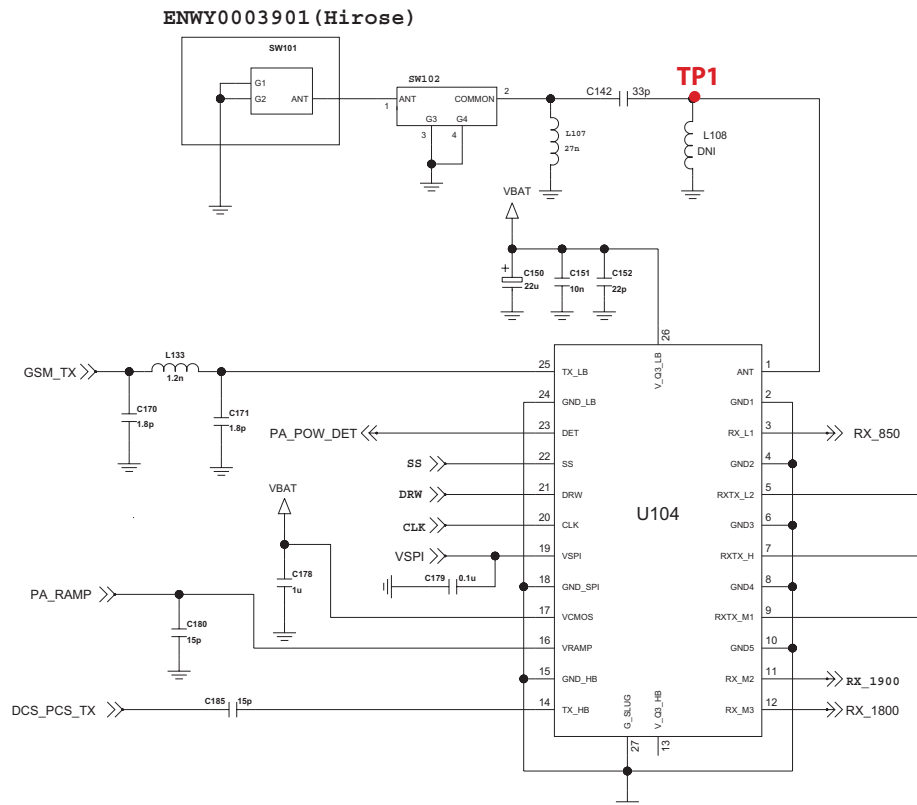 ENWY0003901(Hirose)
SW101
G1
G2
ANT
SW102
1
ANT
COMMON
2
G3
G4
3
4
L107
27n
C142
33p
TP1
L108
DNI
VBAT
+
C150
22u
C151
10n
C152
22p
26
V_Q3_LB
GSM_TX
L133
1.2n
C170
1.8p
C171
1.8p
25
TX_LB
ANT
1
24
GND_LB
GND1
2
PA_POW_DET
23
DET
RX_L1
3
RX_850
SS
22
SS
GND2
4
DRW
21
DRW
RXTX_L2
5
U104
CLK
20
CLK
GND3
6
VBAT
VSPI
19
VSPI
RXTX_H
7
C178
1u
C179
0.1u
18
GND_SPI
GND4
8
PA_RAMP
17
VCMOS
RXTX_M1
9
C180
15p
16
VRAMP
GND5
10
15
GND_HB
RX_M2
11
RX_1900
DCS_PCS_TX
C185
15p
14
TX_HB
RX_M3
12
RX_1800
G_SLUG
V_Q3_HB
27
13